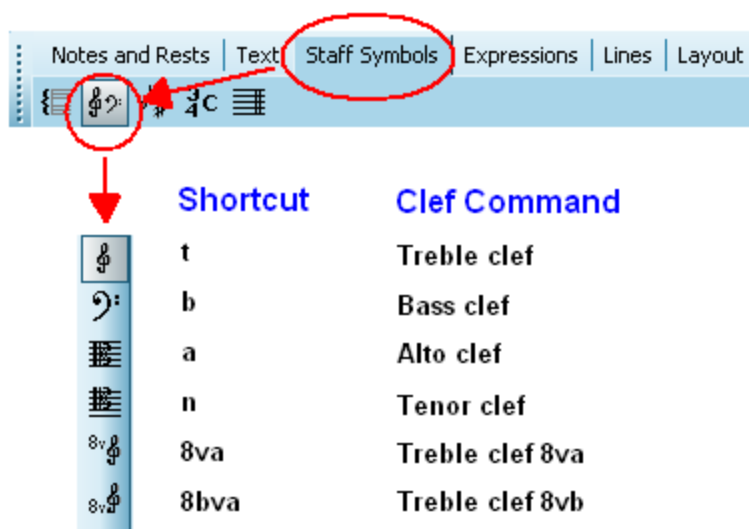 Notes and Rests | Text | Staff Symbols | Expressions | Lines | Layout
Shortcut Clef Command
t Treble clef
b Bass clef
a Alto clef
n Tenor clef
8va Treble clef 8va
8bva Treble clef 8vb